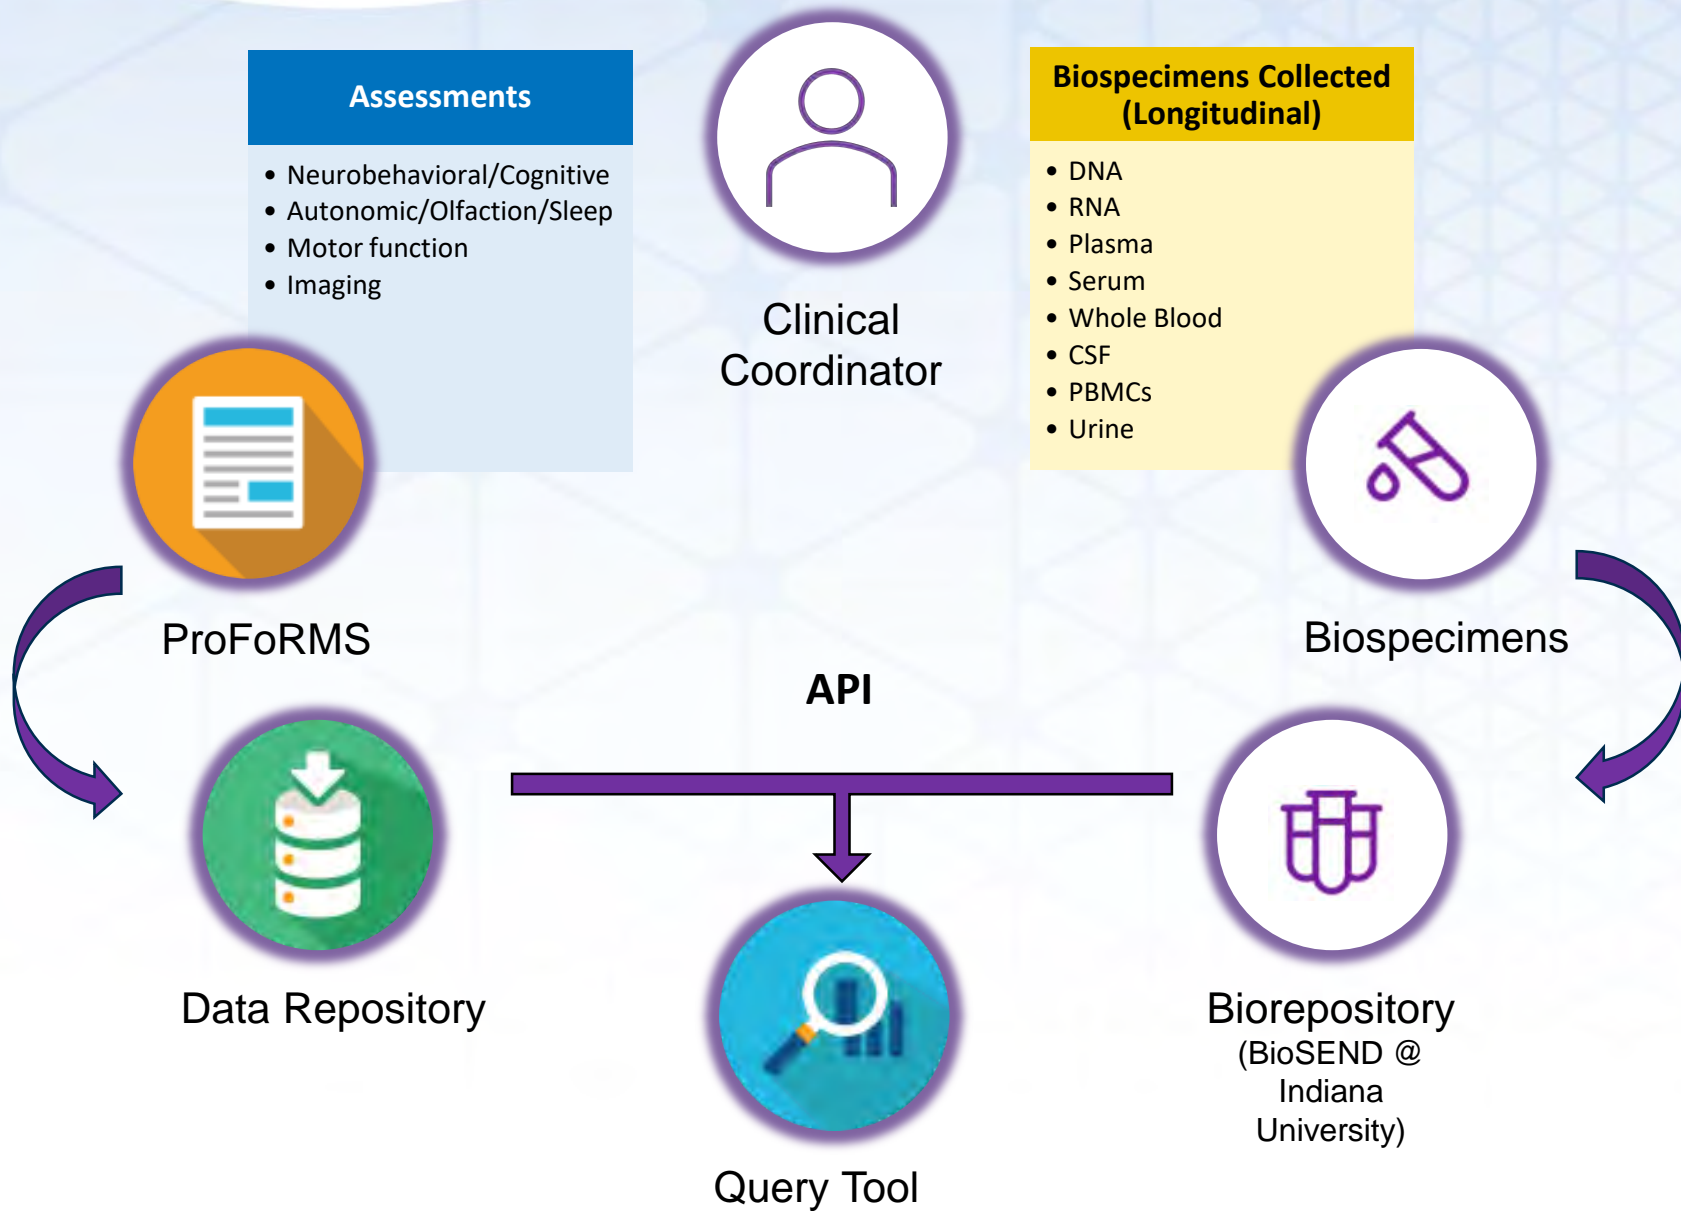 Assessments
• Neurobehavioral/Cognitive
• Autonomic/Olfaction/Sleep
• Motor function
• Imaging
Clinical
Coordinator
Biospecimens Collected
(Longitudinal)
• DNA
• RNA
• Plasma
• Serum
• Whole Blood
• CSF
• PBMCs
• Urine
ProFoRMS
Biospecimens
API
Data Repository
Biorepository
(BioSEND @
Indiana
University)
Query Tool